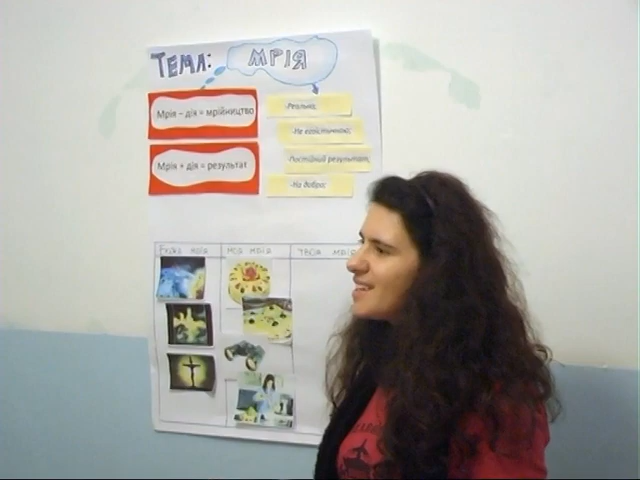 ТЕМА: МРІЯ
Мрія – дія = мрійництво
Мрія + дія = результат
-Реальна;
-Не егоїстичною;
-Постійний результат;
-На добро;
Божа мрія
моя мрія
твоя мрія